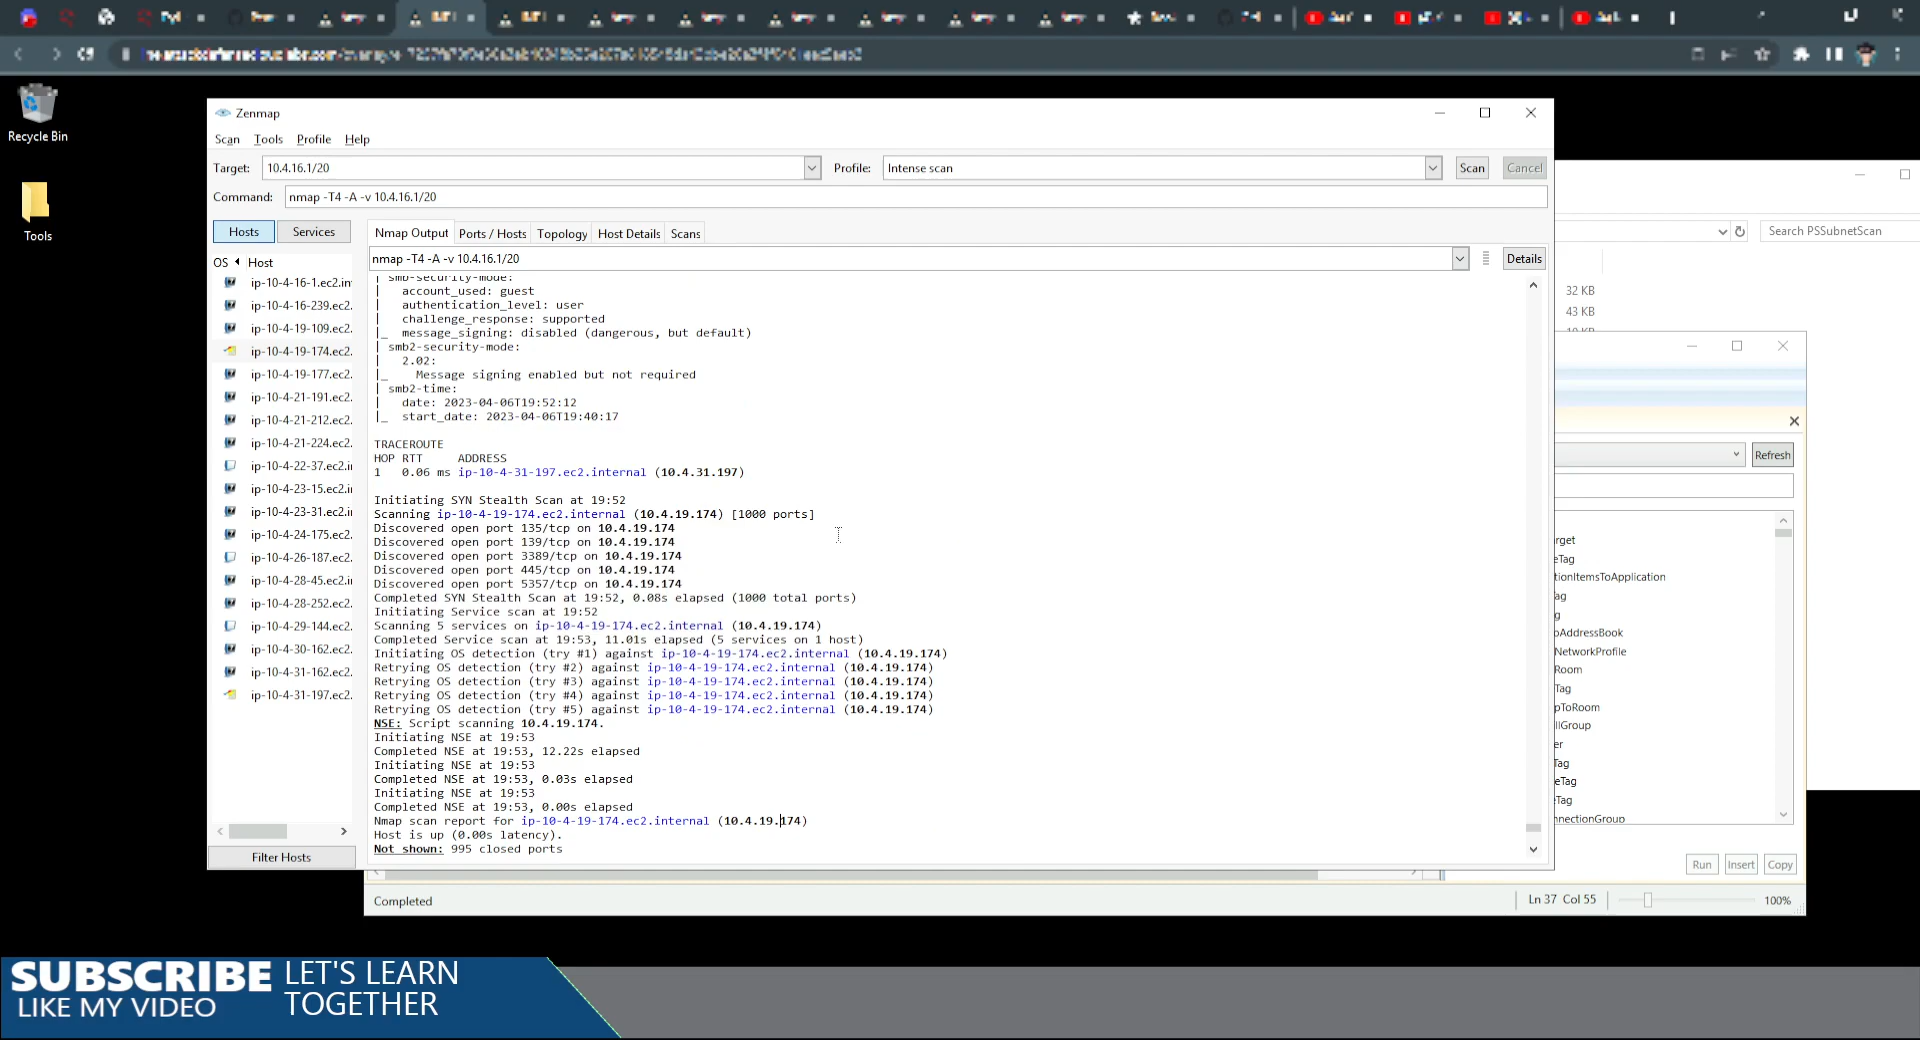 Recycle Bin
Tools
Zenmap
Scan Tools Profile Help
Target: 10.4.16.1/20 Profile: Intense scan Scan Cancel
Command: nmap -T4 -A -v 10.4.16.1/20
Hosts Services
Nmap Output Ports / Hosts Topology Host Details Scans
nmap -T4 -A -v 10.4.16.1/20 Details
OS Host
ip-10-4-16-1.ec2.in
ip-10-4-16-239.ec2.
ip-10-4-19-109.ec2.
ip-10-4-19-174.ec2.
ip-10-4-19-177.ec2.
ip-10-4-21-191.ec2.
ip-10-4-21-212.ec2.
ip-10-4-21-224.ec2.
ip-10-4-22-37.ec2.i
ip-10-4-23-15.ec2.i
ip-10-4-23-31.ec2.i
ip-10-4-24-175.ec2.
ip-10-4-26-187.ec2.
ip-10-4-28-45.ec2.i
ip-10-4-28-252.ec2.
ip-10-4-29-144.ec2.
ip-10-4-30-162.ec2.
ip-10-4-31-162.ec2.
ip-10-4-31-197.ec2.
Filter Hosts
| smb-security-mode:
|   account_used: guest
|   authentication_level: user
|   challenge_response: supported
|_  message_signing: disabled (dangerous, but default)
| smb2-security-mode:
|   2.02:
|_    Message signing enabled but not required
| smb2-time:
|   date: 2023-04-06T19:52:12
|_  start_date: 2023-04-06T19:40:17
TRACEROUTE
HOP RTT     ADDRESS
1   0.06 ms ip-10-4-31-197.ec2.internal (10.4.31.197)
Initiating SYN Stealth Scan at 19:52
Scanning ip-10-4-19-174.ec2.internal (10.4.19.174) [1000 ports]
Discovered open port 135/tcp on 10.4.19.174
Discovered open port 139/tcp on 10.4.19.174
Discovered open port 3389/tcp on 10.4.19.174
Discovered open port 445/tcp on 10.4.19.174
Discovered open port 5357/tcp on 10.4.19.174
Completed SYN Stealth Scan at 19:52, 0.08s elapsed (1000 total ports)
Initiating Service scan at 19:52
Scanning 5 services on ip-10-4-19-174.ec2.internal (10.4.19.174)
Completed Service scan at 19:53, 11.01s elapsed (5 services on 1 host)
Initiating OS detection (try #1) against ip-10-4-19-174.ec2.internal (10.4.19.174)
Retrying OS detection (try #2) against ip-10-4-19-174.ec2.internal (10.4.19.174)
Retrying OS detection (try #3) against ip-10-4-19-174.ec2.internal (10.4.19.174)
Retrying OS detection (try #4) against ip-10-4-19-174.ec2.internal (10.4.19.174)
Retrying OS detection (try #5) against ip-10-4-19-174.ec2.internal (10.4.19.174)
NSE: Script scanning 10.4.19.174.
Initiating NSE at 19:53
Completed NSE at 19:53, 12.22s elapsed
Initiating NSE at 19:53
Completed NSE at 19:53, 0.03s elapsed
Initiating NSE at 19:53
Completed NSE at 19:53, 0.00s elapsed
Nmap scan report for ip-10-4-19-174.ec2.internal (10.4.19.174)
Host is up (0.00s latency).
Not shown: 995 closed ports
Search PSSubnetScan
32 KB
43 KB
Refresh
rget
eTag
tionItemsToApplication
ag
g
oAddressBook
NetworkProfile
Room
Tag
pToRoom
llGroup
er
Tag
eTag
Tag
nnectionGroup
Run Insert Copy
Completed Ln 37 Col 55 100%
SUBSCRIBE
LIKE MY VIDEO
LET'S LEARN
TOGETHER